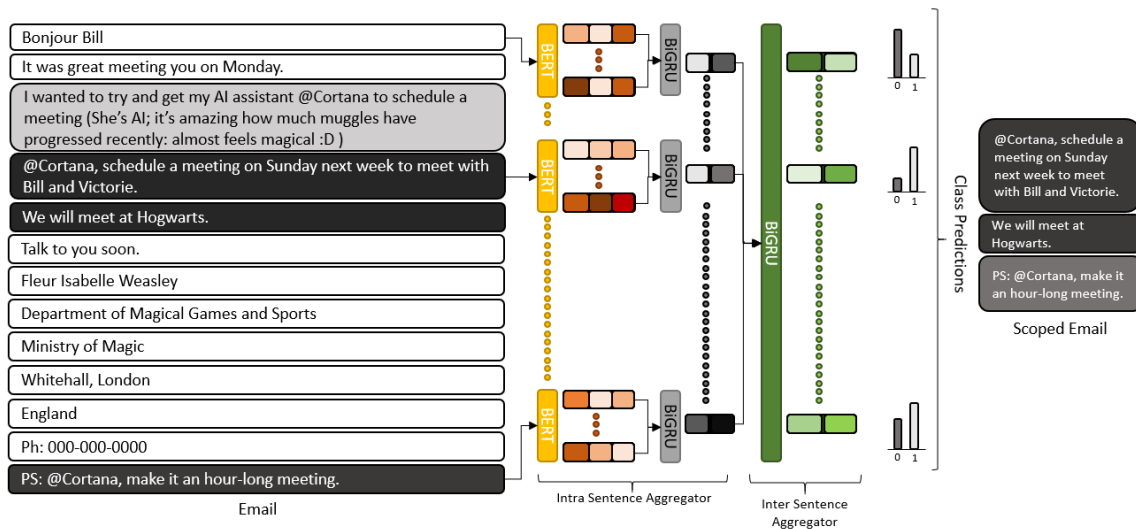 Bonjour Bill
It was great meeting you on Monday.
I wanted to try and get my AI assistant @Cortana to schedule a
meeting (She's AI; it's amazing how much muggles have
progressed recently: almost feels magical :D )
@Cortana, schedule a meeting on Sunday next week to meet with
Bill and Victorie.
We will meet at Hogwarts.
Talk to you soon.
Fleur Isabelle Weasley
Department of Magical Games and Sports
Ministry of Magic
Whitehall, London
England
Ph: 000-000-0000
PS: @Cortana, make it an hour-long meeting.
Email
BERT
BiGRU
BERT
BiGRU
BERT
BiGRU
Intra Sentence Aggregator
BiGRU
Inter Sentence
Aggregator
0 1
0 1
0 1
Class Predictions
@Cortana, schedule a
meeting on Sunday
next week to meet
with Bill and Victorie.
We will meet at
Hogwarts.
PS: @Cortana, make it
an hour-long meeting.
Scoped Email